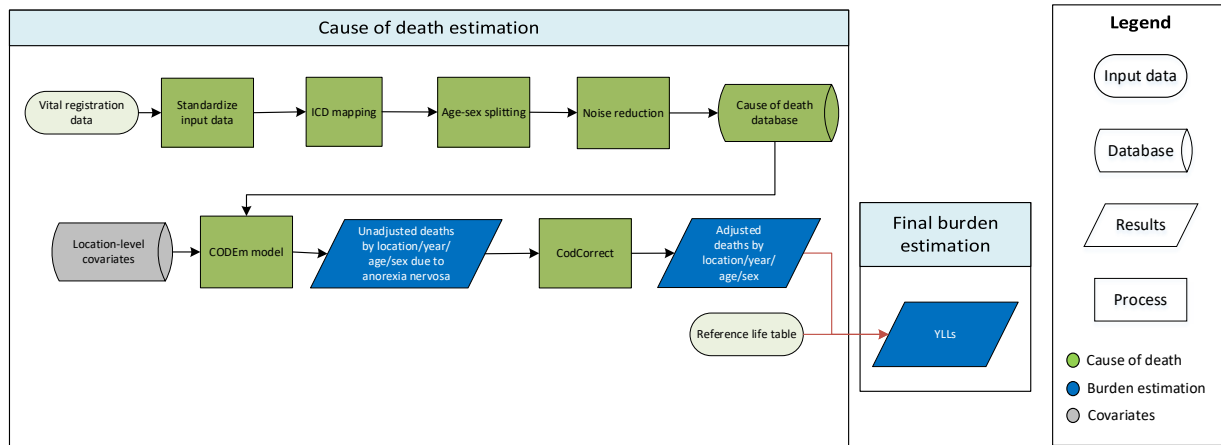 Cause of death estimation
Vital registration
data
Standardize
input data
ICD mapping
Age-sex splitting
Noise reduction
Cause of death
database
Location-level
covariates
CODEm model
Unadjusted deaths
by location/year/
age/sex due to
anorexia nervosa
CodCorrect
Adjusted
deaths by
location/year/
age/sex
Reference life table
Final burden
estimation
YLLs
Legend
Input data
Database
Results
Process
Cause of death
Burden estimation
Covariates